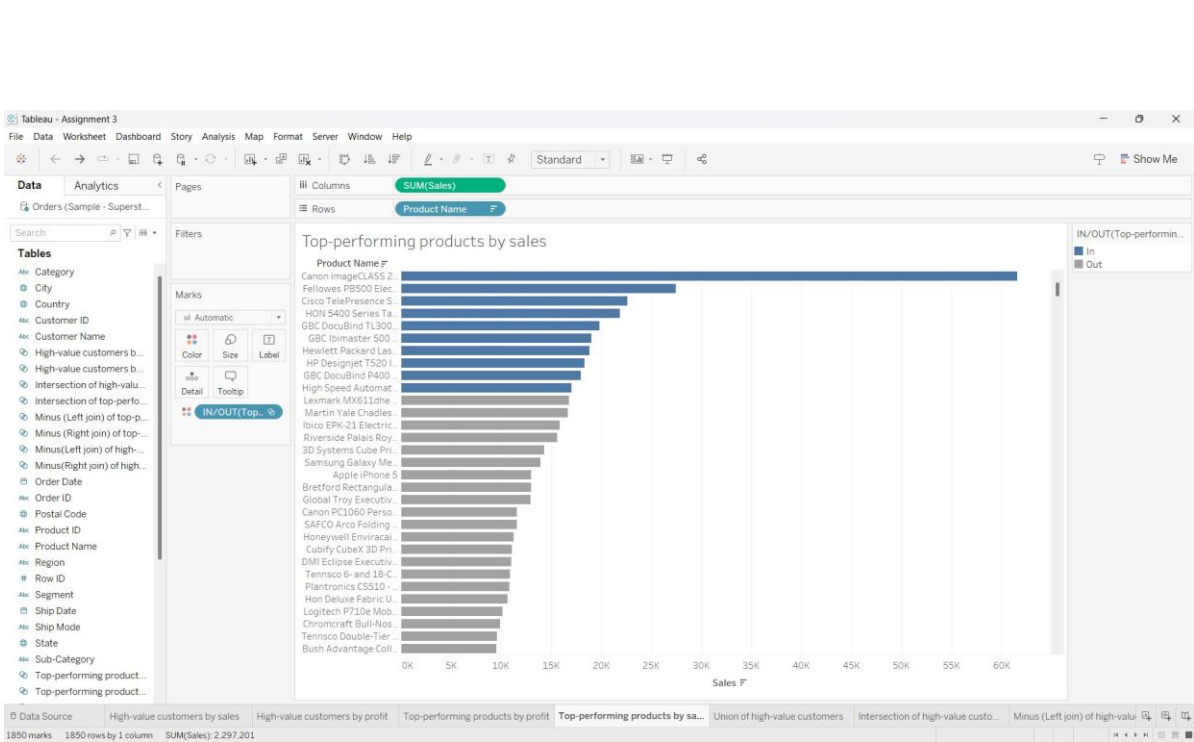 Tableau - Assignment 3
File Data Worksheet Dashboard Story Analysis Map Format Server Window Help
Standard
Show Me
Data Analytics
Orders (Sample - Superst...
Search
Tables
Abc Category
City
Country
Abc Customer ID
Abc Customer Name
High-value customers b...
High-value customers b...
Intersection of high-valu...
Intersection of top-perfo...
Minus (Left join) of top-p...
Minus (Right join) of top-...
Minus(Left join) of high-...
Minus(Right join) of high...
Order Date
Abc Order ID
Postal Code
Abc Product ID
Abc Product Name
Abc Region
# Row ID
Abc Segment
Ship Date
Abc Ship Mode
State
Abc Sub-Category
Top-performing product...
Top-performing product...
Pages
Filters
Marks
Automatic
Color Size Label
Detail Tooltip
IN/OUT(Top..
Columns SUM(Sales)
Rows Product Name
Top-performing products by sales
Product Name
Canon imageCLASS 2..
Fellowes PB500 Elec..
Cisco TelePresence S..
HON 5400 Series Ta..
GBC DocuBind TL300..
GBC Ibimaster 500 ..
Hewlett Packard Las..
HP Designjet T520 I..
GBC DocuBind P400 ..
High Speed Automat..
Lexmark MX611dhe ..
Martin Yale Chadles..
Ibico EPK-21 Electric..
Riverside Palais Roy..
3D Systems Cube Pri..
Samsung Galaxy Me..
Apple iPhone 5
Bretford Rectangula..
Global Troy Executiv..
Canon PC1060 Perso..
SAFCO Arco Folding ..
Honeywell Enviracai..
Cubify CubeX 3D Pri..
DMI Eclipse Executiv..
Tennsco 6- and 18-C..
Plantronics CS510 - ..
Hon Deluxe Fabric U..
Logitech P710e Mob..
Chromcraft Bull-Nos..
Tennsco Double-Tier ..
Bush Advantage Coll..
0K 5K 10K 15K 20K 25K 30K 35K 40K 45K 50K 55K 60K
Sales
IN/OUT(Top-performin...
In
Out
Data Source High-value customers by sales High-value customers by profit Top-performing products by profit Top-performing products by sa... Union of high-value customers Intersection of high-value custo... Minus (Left join) of high-valu
1850 marks 1850 rows by 1 column SUM(Sales): 2,297,201